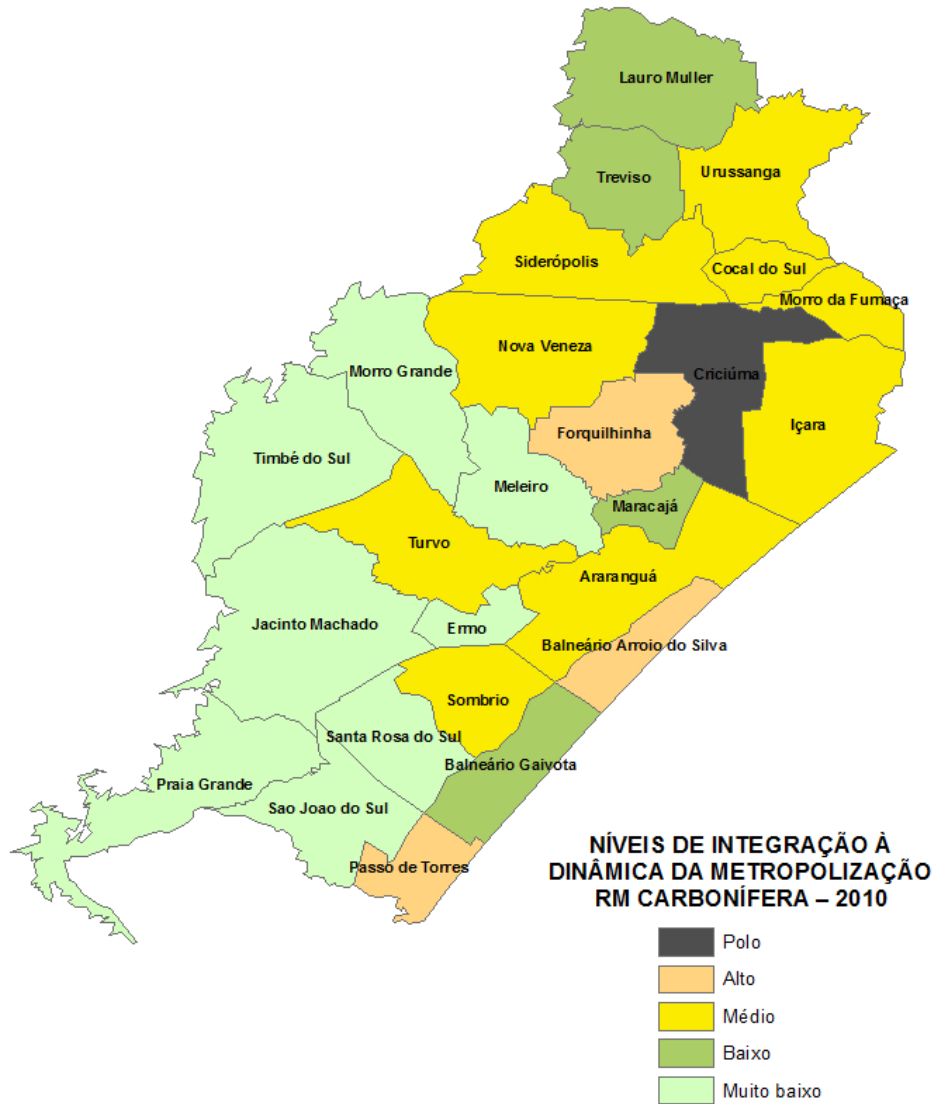 Lauro Muller
Urussanga
Treviso
Siderópolis
Cocal do Sul
Morro da Fumaça
Nova Veneza
Morro Grande
Criciúma
Içara
Forquilhinha
Timbé do Sul
Meleiro
Maracajá
Turvo
Araranguá
Jacinto Machado
Ermo
Balneário Arroio do Silva
Sombrio
Santa Rosa do Sul
Balneário Gaivota
Praia Grande
Sao Joao do Sul
Passo de Torres
NÍVEIS DE INTEGRAÇÃO À
DINÂMICA DA METROPOLIZAÇÃO
RM CARBONÍFERA – 2010
Polo
Alto
Médio
Baixo
Muito baixo